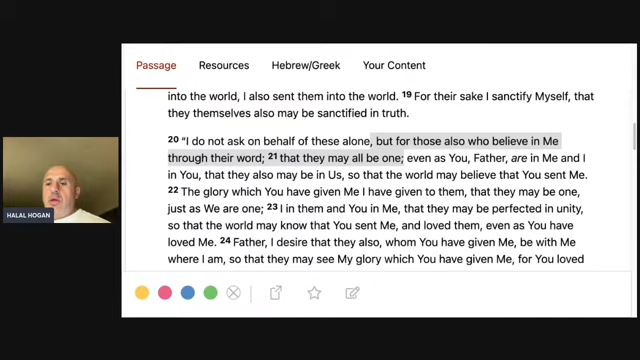 Passage Resources Hebrew/Greek Your Content
into the world, I also sent them into the world. 19 For their sake I sanctify Myself, that
they themselves also may be sanctified in truth.
20 “I do not ask on behalf of these alone, but for those also who believe in Me
through their word; 21 that they may all be one; even as You, Father, are in Me and I
in You, that they also may be in Us, so that the world may believe that You sent Me.
22 The glory which You have given Me I have given to them, that they may be one,
just as We are one; 23 I in them and You in Me, that they may be perfected in unity,
so that the world may know that You sent Me, and loved them, even as You have
loved Me. 24 Father, I desire that they also, whom You have given Me, be with Me
where I am, so that they may see My glory which You have given Me, for You loved
HALAL HOGAN